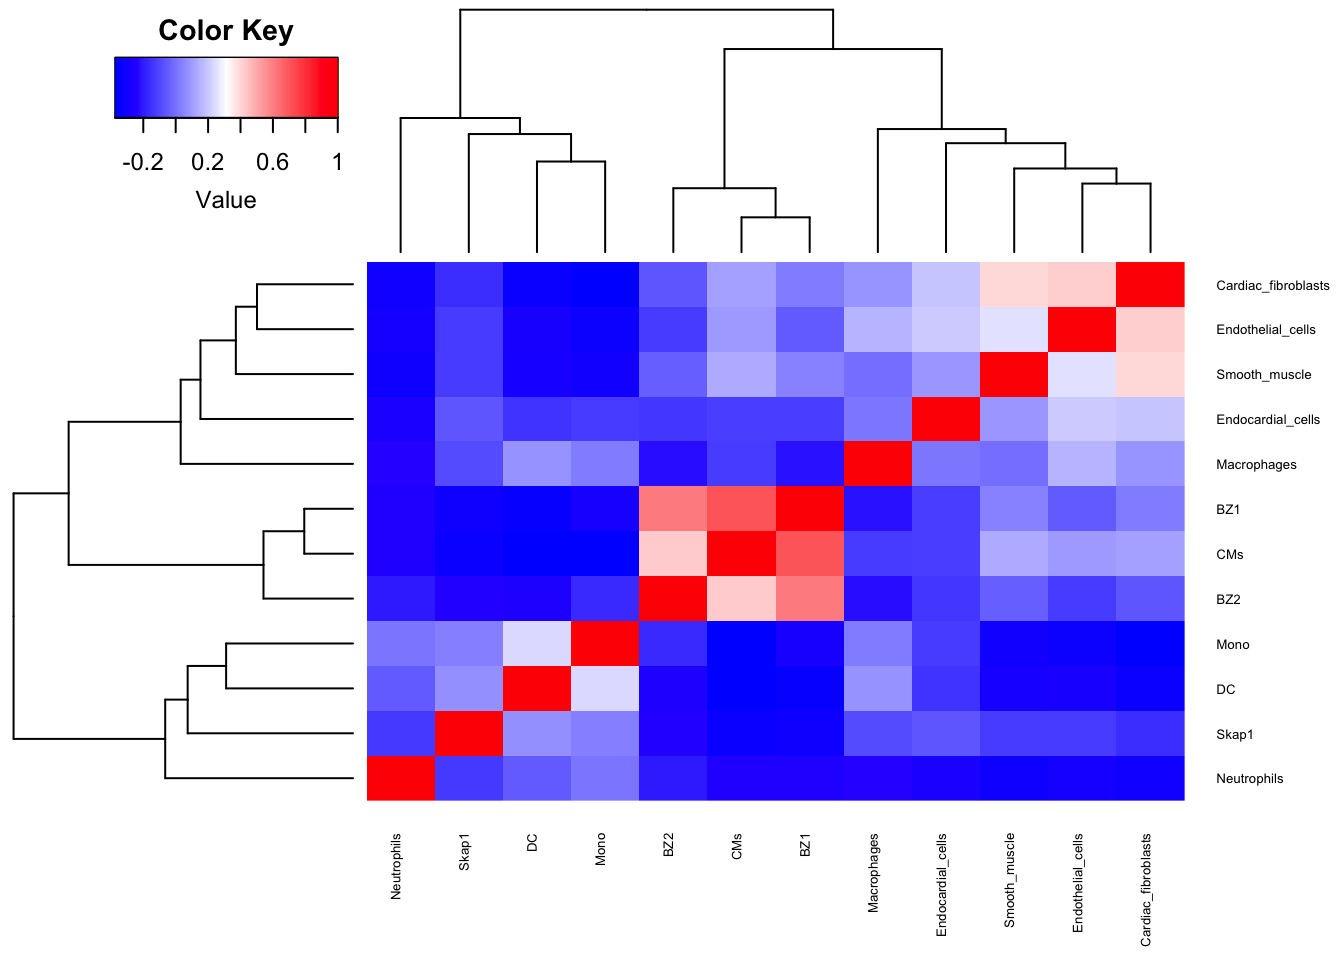 Color Key
-0.2 0.2 0.6 1
Value
Cardiac_fibroblasts
Endothelial_cells
Smooth_muscle
Endocardial_cells
Macrophages
BZ1
CMs
BZ2
Mono
DC
Skap1
Neutrophils
Neutrophils
Skap1
DC
Mono
BZ2
CMs
BZ1
Macrophages
Endocardial_cells
Smooth_muscle
Endothelial_cells
Cardiac_fibroblasts